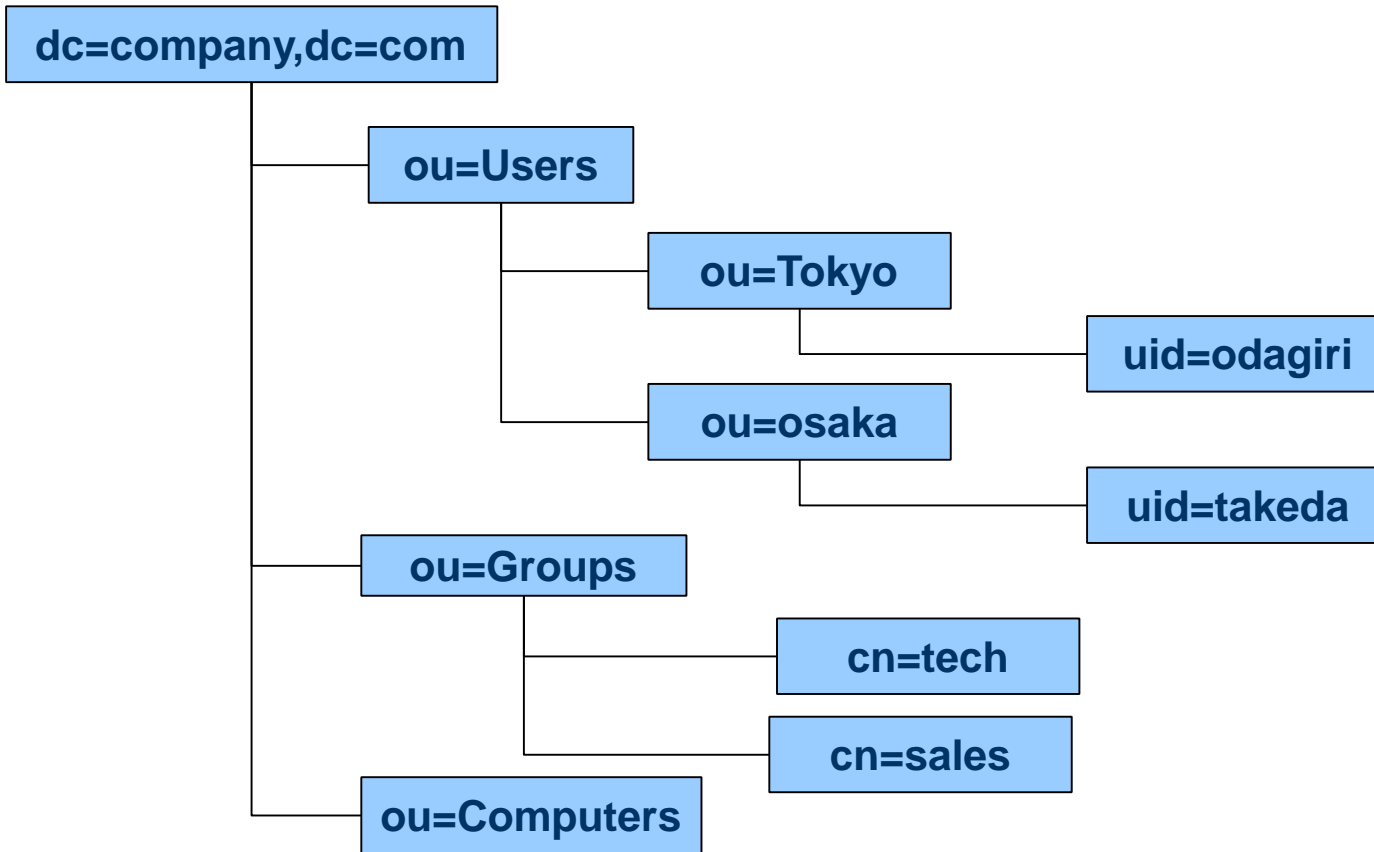 dc=company,dc=com
ou=Users
ou=Tokyo
uid=odagiri
ou=osaka
uid=takeda
ou=Groups
cn=tech
cn=sales
ou=Computers